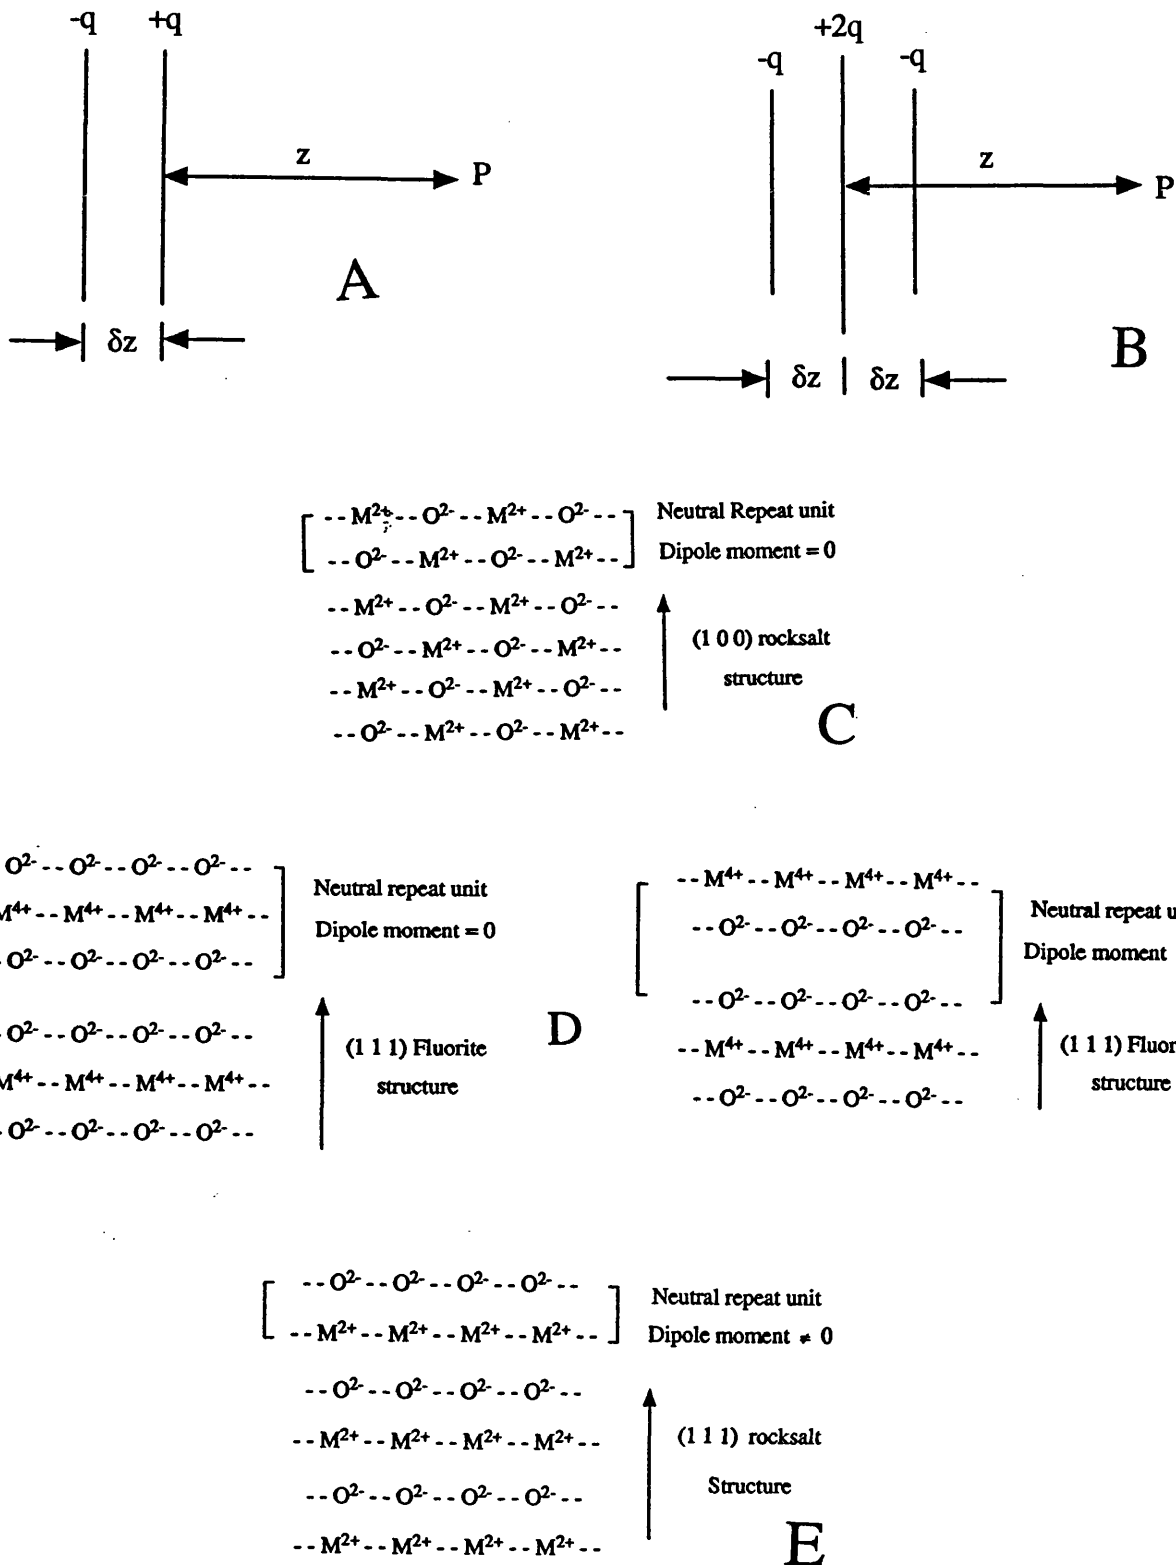 -q +q
z
P
A
δz
+2q
-q -q
z
P
B
δz δz
--M²⁺--O²⁻--M²⁺--O²⁻--
--O²⁻--M²⁺--O²⁻--M²⁺--
--M²⁺--O²⁻--M²⁺--O²⁻--
--O²⁻--M²⁺--O²⁻--M²⁺--
--M²⁺--O²⁻--M²⁺--O²⁻--
--O²⁻--M²⁺--O²⁻--M²⁺--
Neutral Repeat unit
Dipole moment = 0
(1 0 0) rocksalt
structure
C
O²⁻--O²⁻--O²⁻--O²⁻--
M⁴⁺--M⁴⁺--M⁴⁺--M⁴⁺--
-O²⁻--O²⁻--O²⁻--O²⁻--
-O²⁻--O²⁻--O²⁻--O²⁻--
M⁴⁺--M⁴⁺--M⁴⁺--M⁴⁺--
-O²⁻--O²⁻--O²⁻--O²⁻--
Neutral repeat unit
Dipole moment = 0
(1 1 1) Fluorite
structure
D
--M⁴⁺--M⁴⁺--M⁴⁺--M⁴⁺--
--O²⁻--O²⁻--O²⁻--O²⁻--
--O²⁻--O²⁻--O²⁻--O²⁻--
--M⁴⁺--M⁴⁺--M⁴⁺--M⁴⁺--
--O²⁻--O²⁻--O²⁻--O²⁻--
Neutral repeat u
Dipole moment
(1 1 1) Fluor
structure
--O²⁻--O²⁻--O²⁻--O²⁻--
--M²⁺--M²⁺--M²⁺--M²⁺--
--O²⁻--O²⁻--O²⁻--O²⁻--
--M²⁺--M²⁺--M²⁺--M²⁺--
--O²⁻--O²⁻--O²⁻--O²⁻--
--M²⁺--M²⁺--M²⁺--M²⁺--
Neutral repeat unit
Dipole moment ≠ 0
(1 1 1) rocksalt
Structure
E